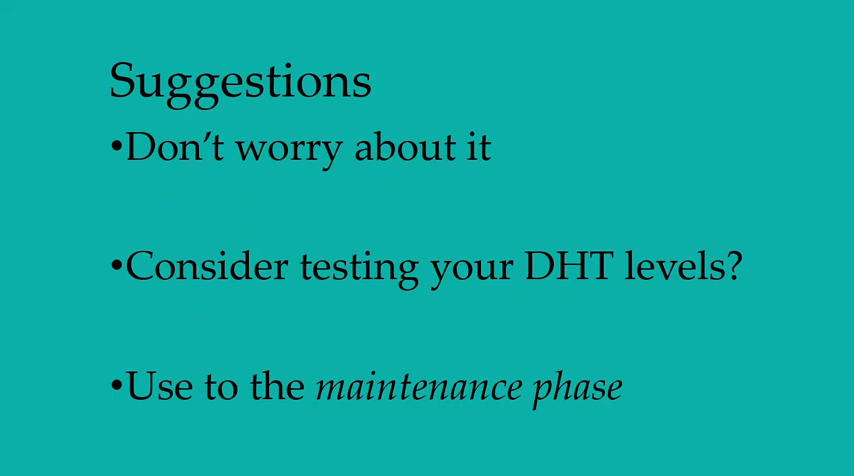 Suggestions
•Don’t worry about it
•Consider testing your DHT levels?
•Use to the maintenance phase